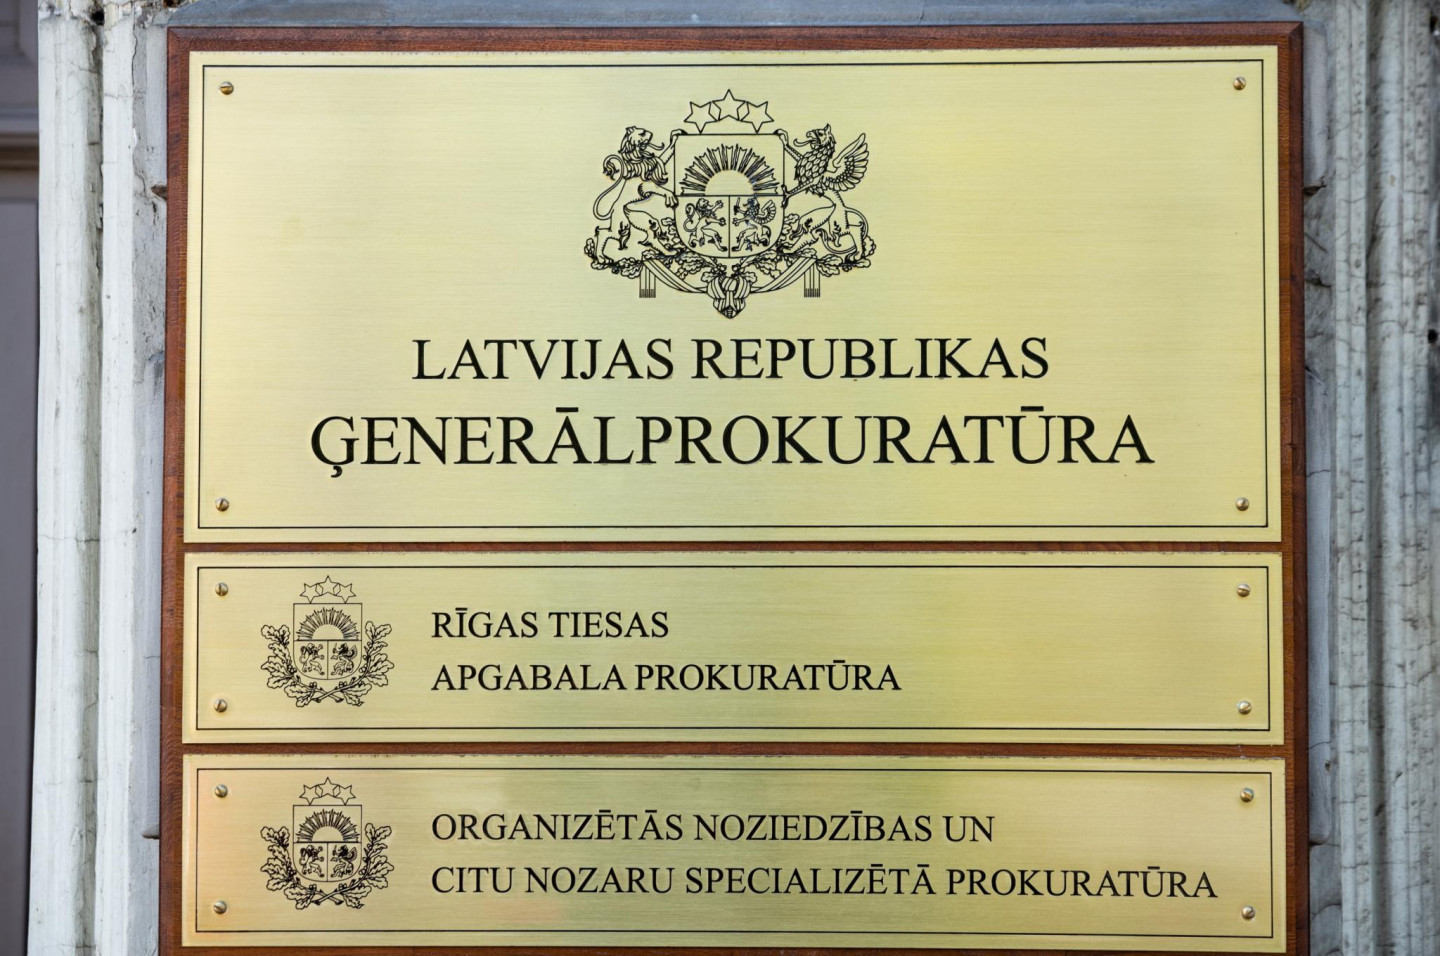 LATVIJAS REPUBLIKAS
ĢENERĀLPROKURATŪRA
RĪGAS TIESAS
APGABALA PROKURATŪRA
ORGANIZĒTĀS NOZIEDZĪBAS UN
CITU NOZARU SPECIALIZĒTĀ PROKURATŪRA